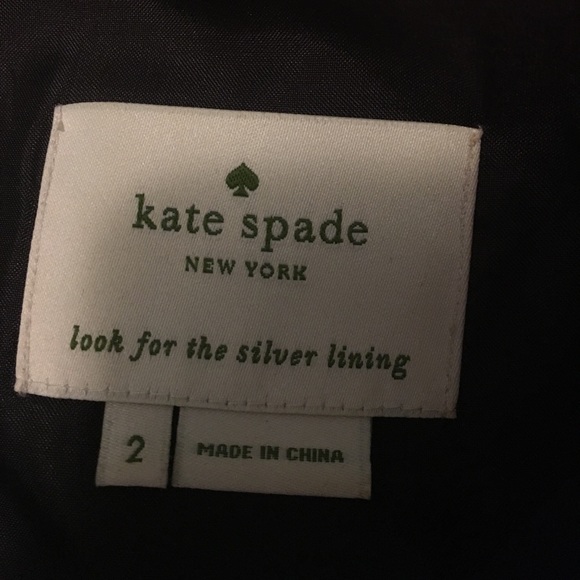 kate spade
NEW YORK
look for the silver lining
2
MADE IN CHINA